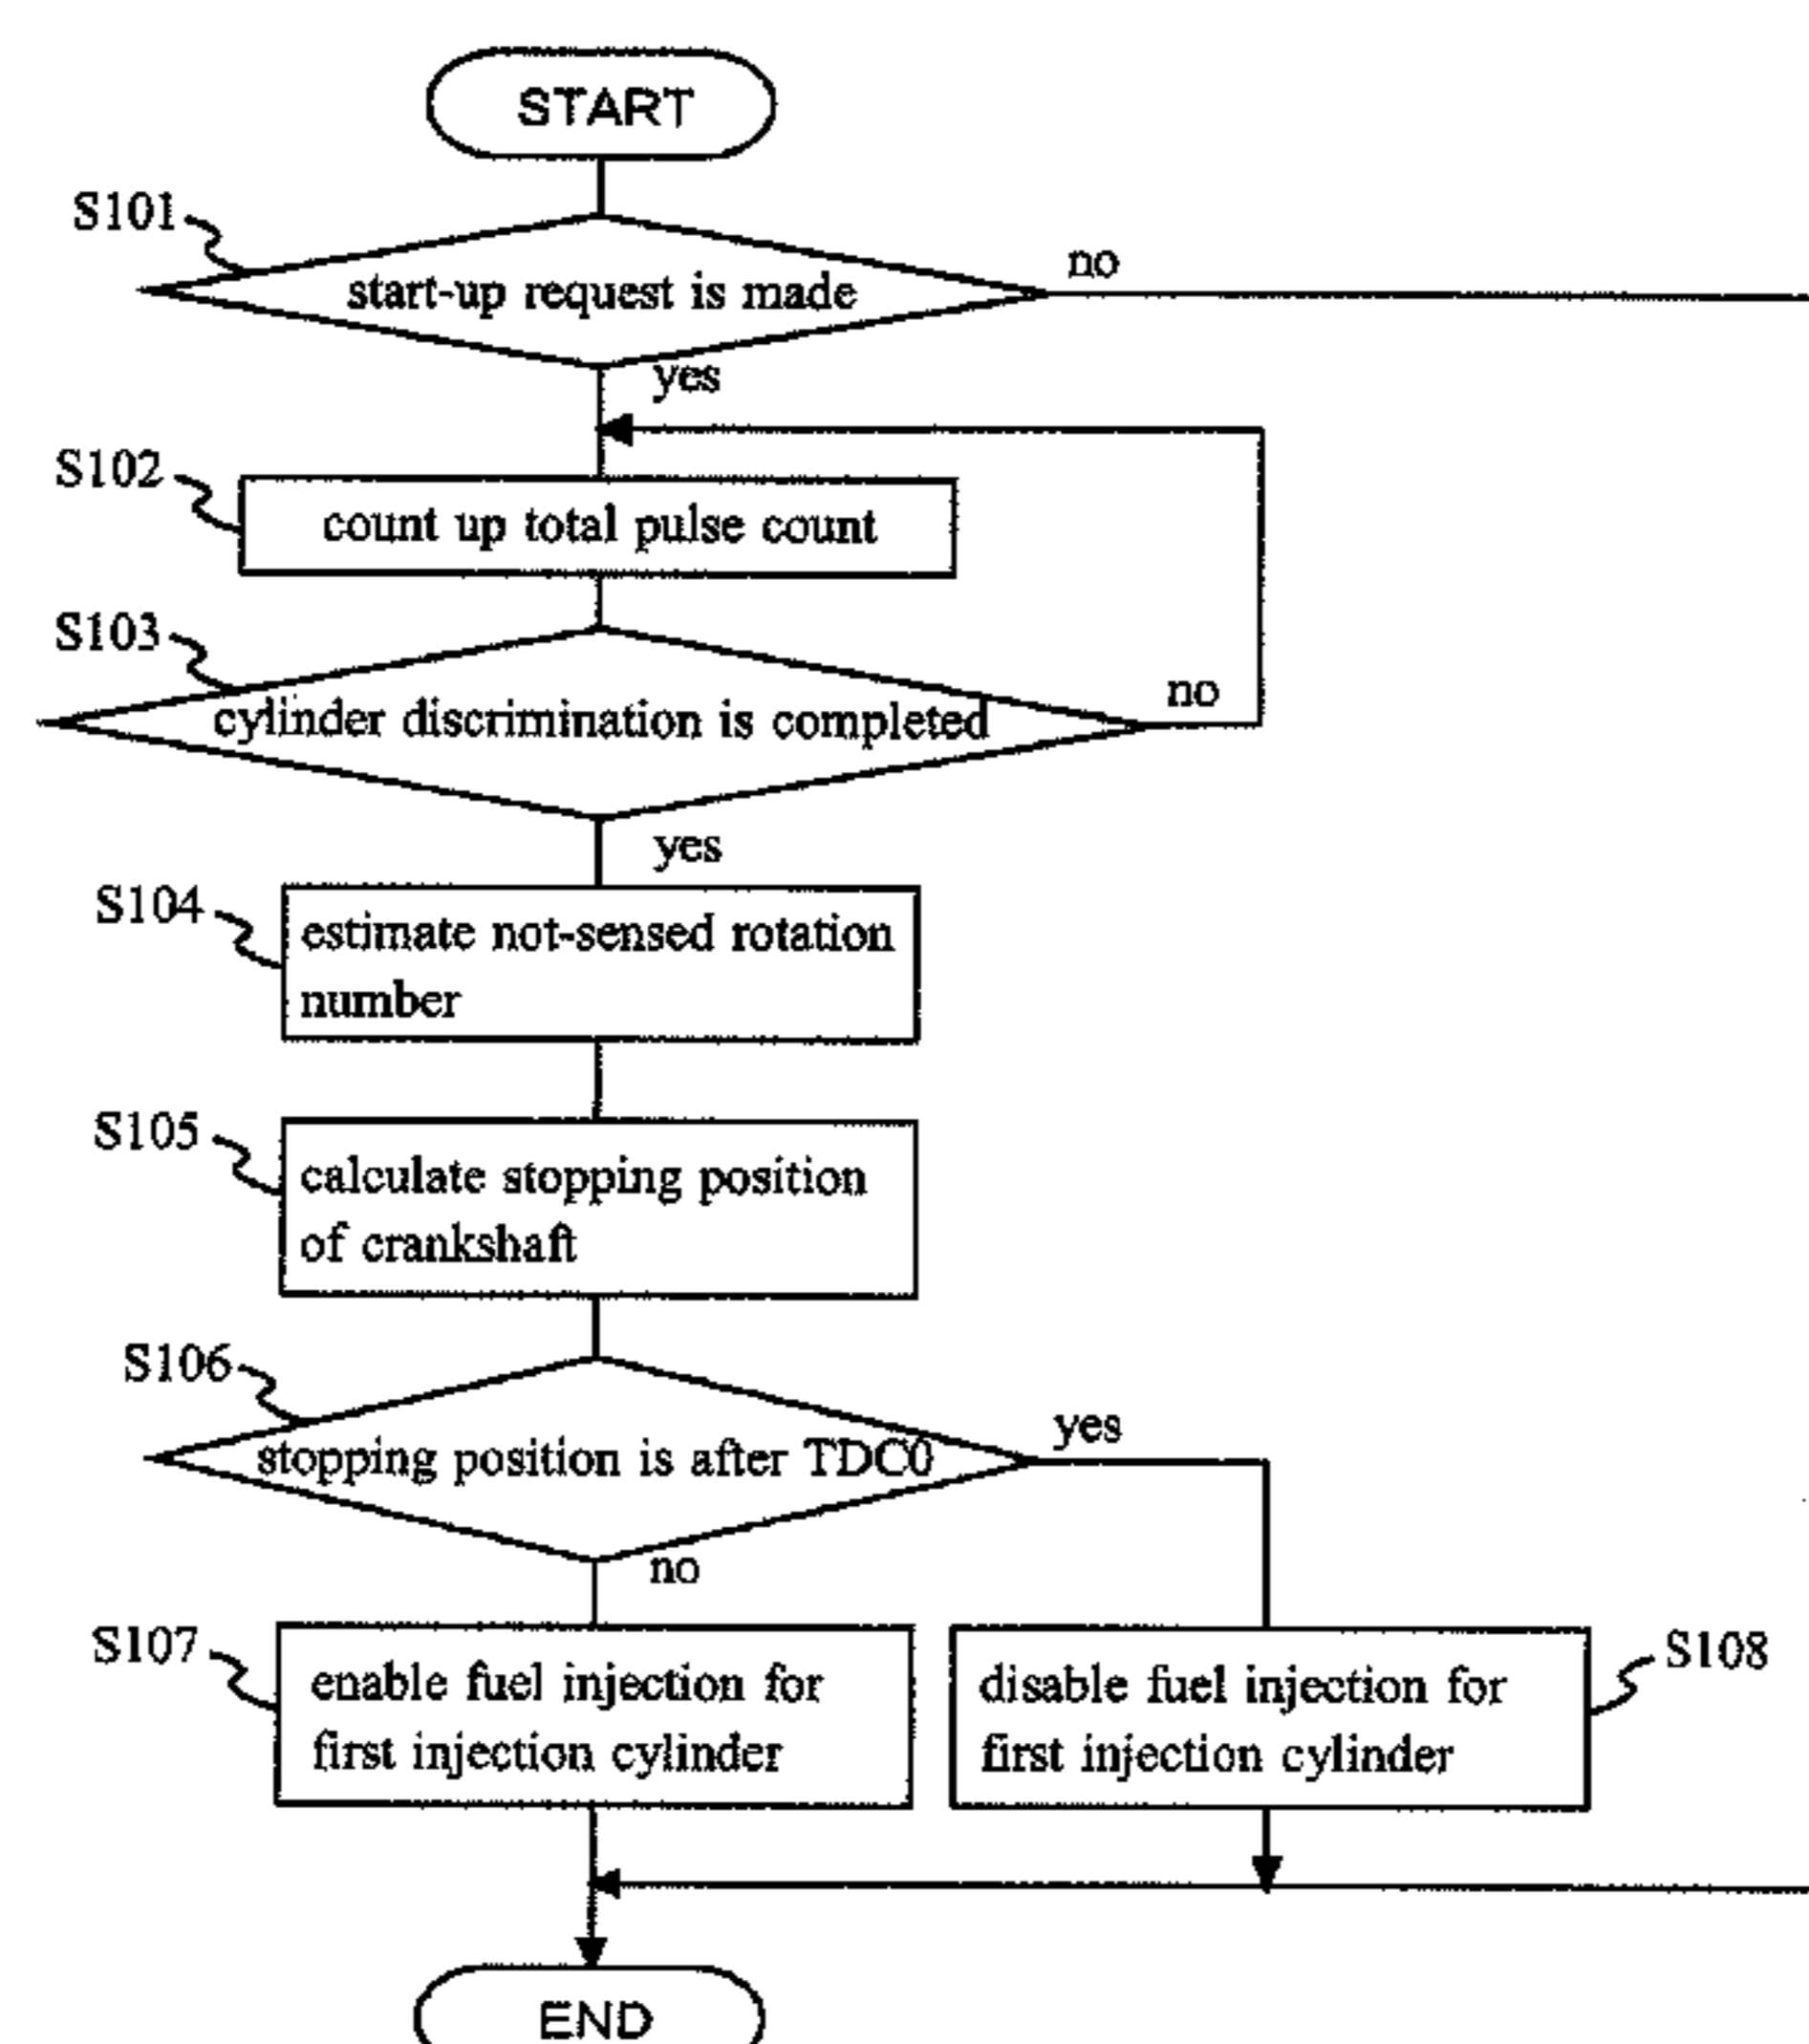 START
S101
start-up request is made
no
yes
S102
count up total pulse count
S103
cylinder discrimination is completed
no
yes
S104
estimate not-sensed rotation
number
S105
calculate stopping position
of crankshaft
S106
stopping position is after TDC0
yes
no
S107
enable fuel injection for
first injection cylinder
disable fuel injection for
first injection cylinder
S108
END